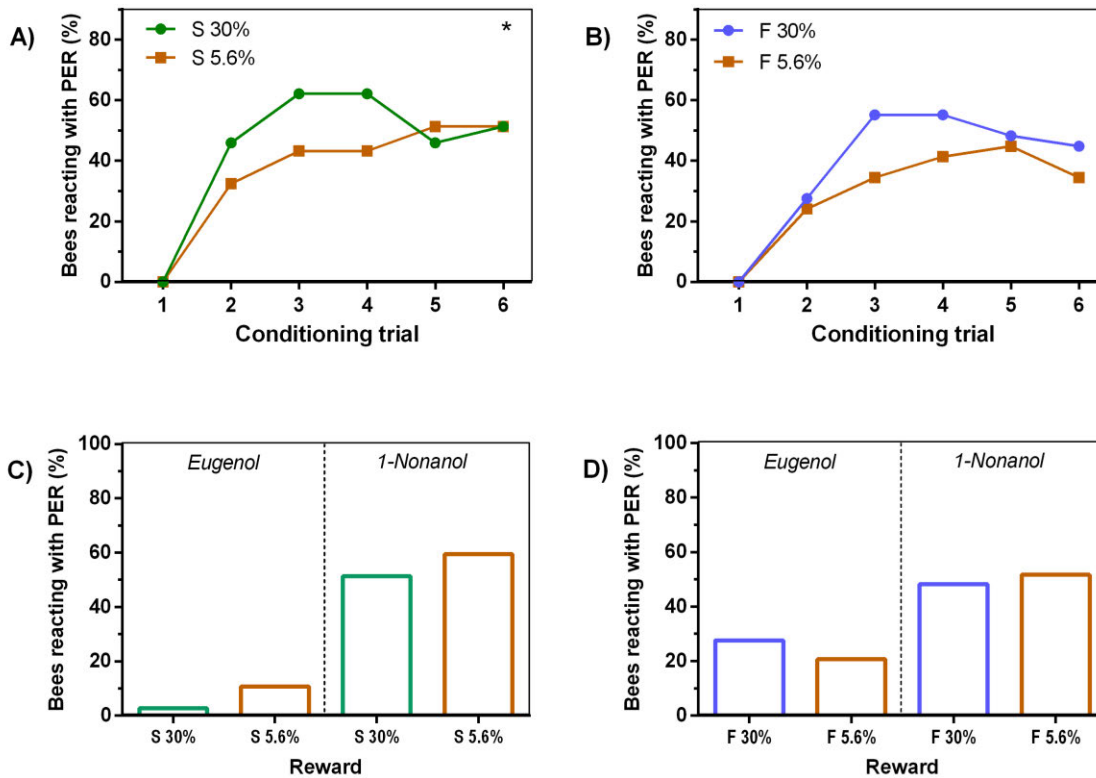 A)
Bees reacting with PER (%)
80
60
40
20
0
S 30%
S 5.6%
*
1 2 3 4 5 6
Conditioning trial
B)
Bees reacting with PER (%)
80
60
40
20
0
F 30%
F 5.6%
1 2 3 4 5 6
Conditioning trial
C)
Bees reacting with PER (%)
100
80
60
40
20
0
Eugenol 1-Nonanol
S 30% S 5.6% S 30% S 5.6%
Reward
D)
Bees reacting with PER (%)
100
80
60
40
20
0
Eugenol 1-Nonanol
F 30% F 5.6% F 30% F 5.6%
Reward